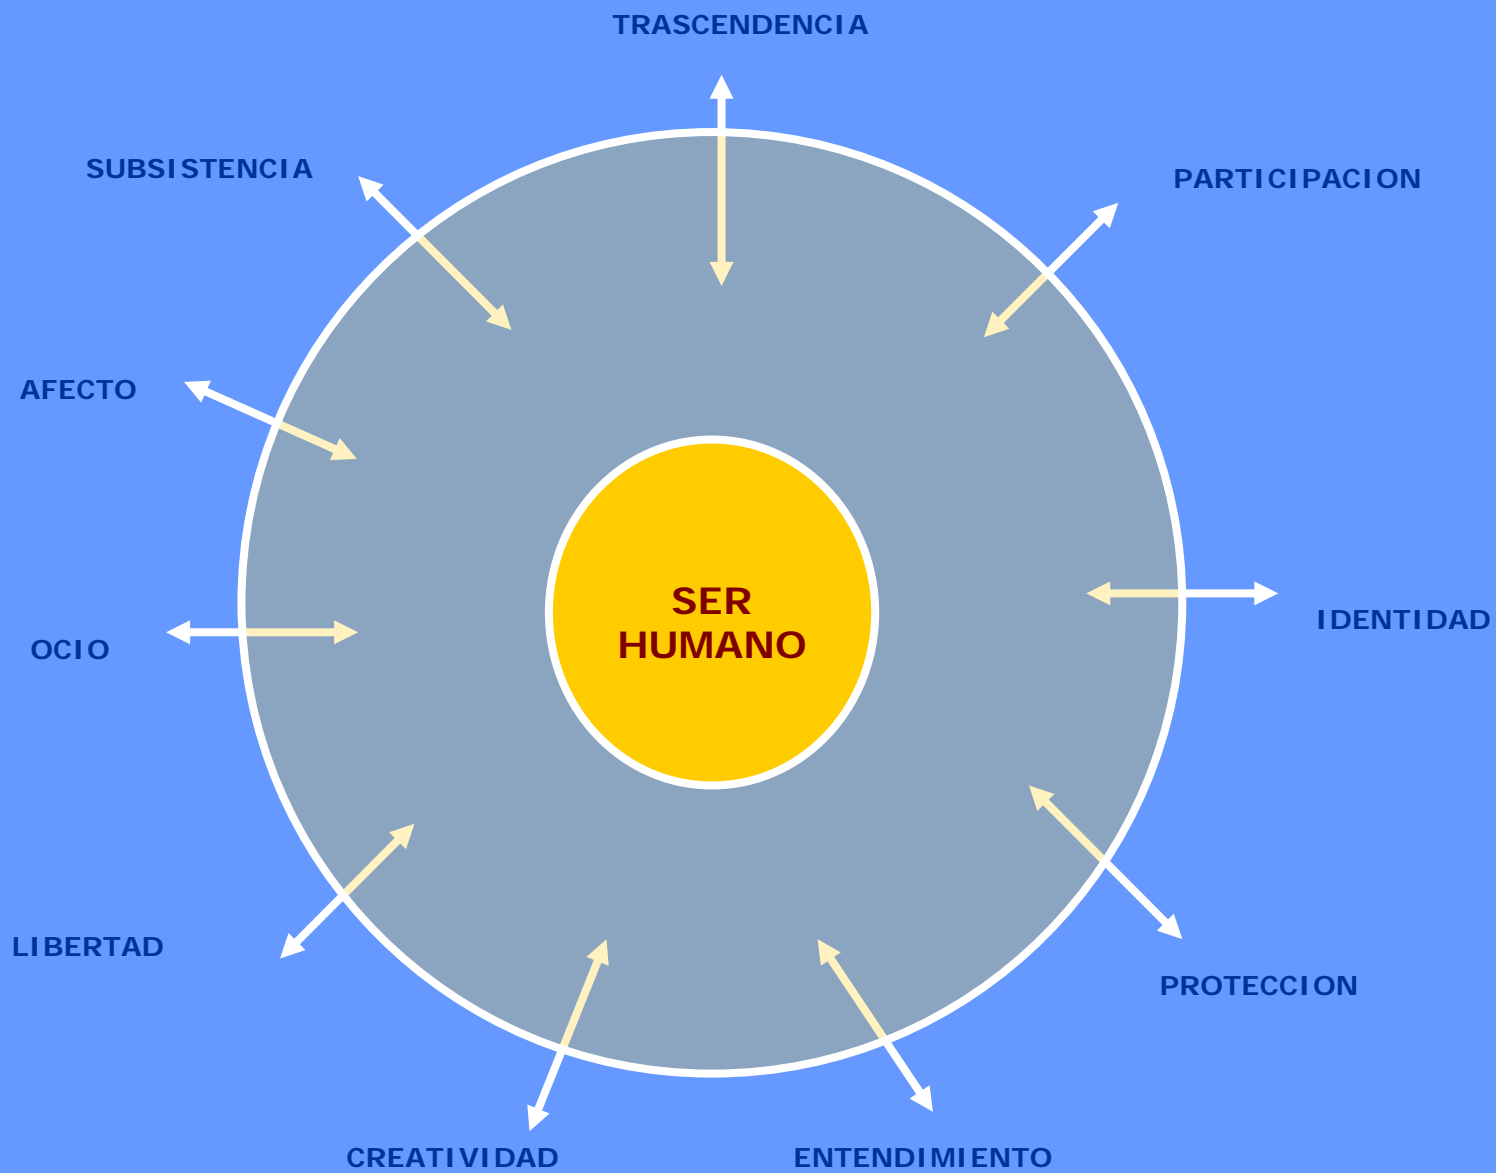 TRASCENDENCIA
SUBSISTENCIA
PARTICIPACION
AFECTO
SER
HUMANO
IDENTIDAD
OCIO
LIBERTAD
PROTECCION
CREATIVIDAD
ENTENDIMIENTO